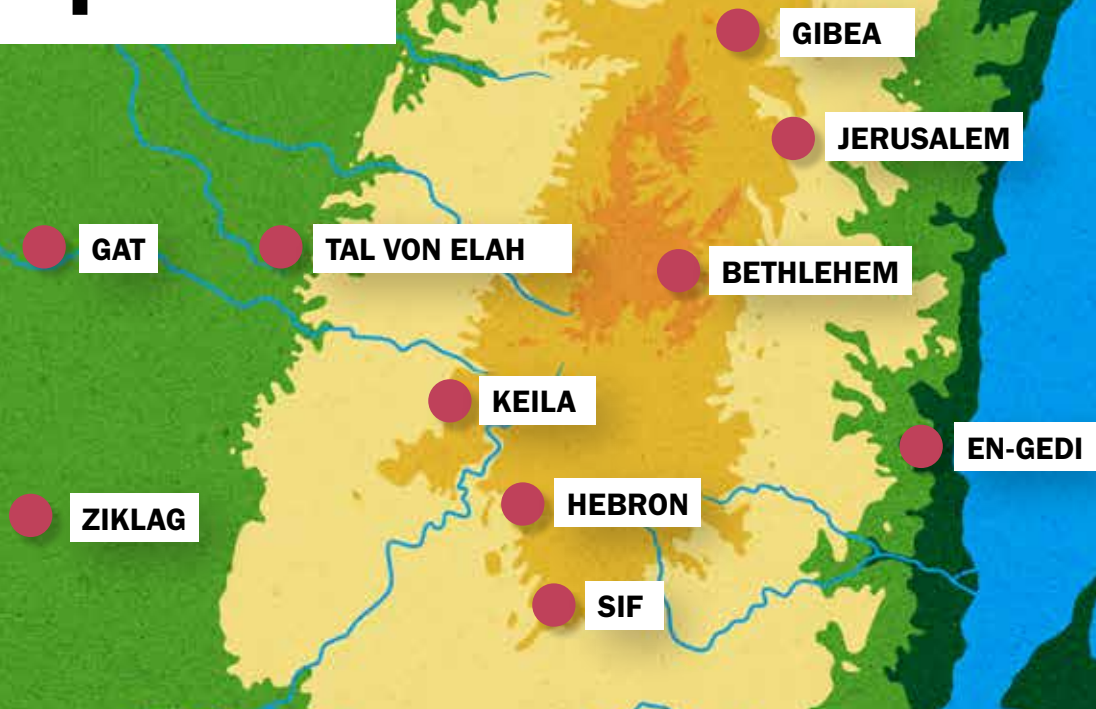 GIBEA
JERUSALEM
GAT
TAL VON ELAH
BETHLEHEM
KEILA
EN-GEDI
HEBRON
ZIKLAG
SIF